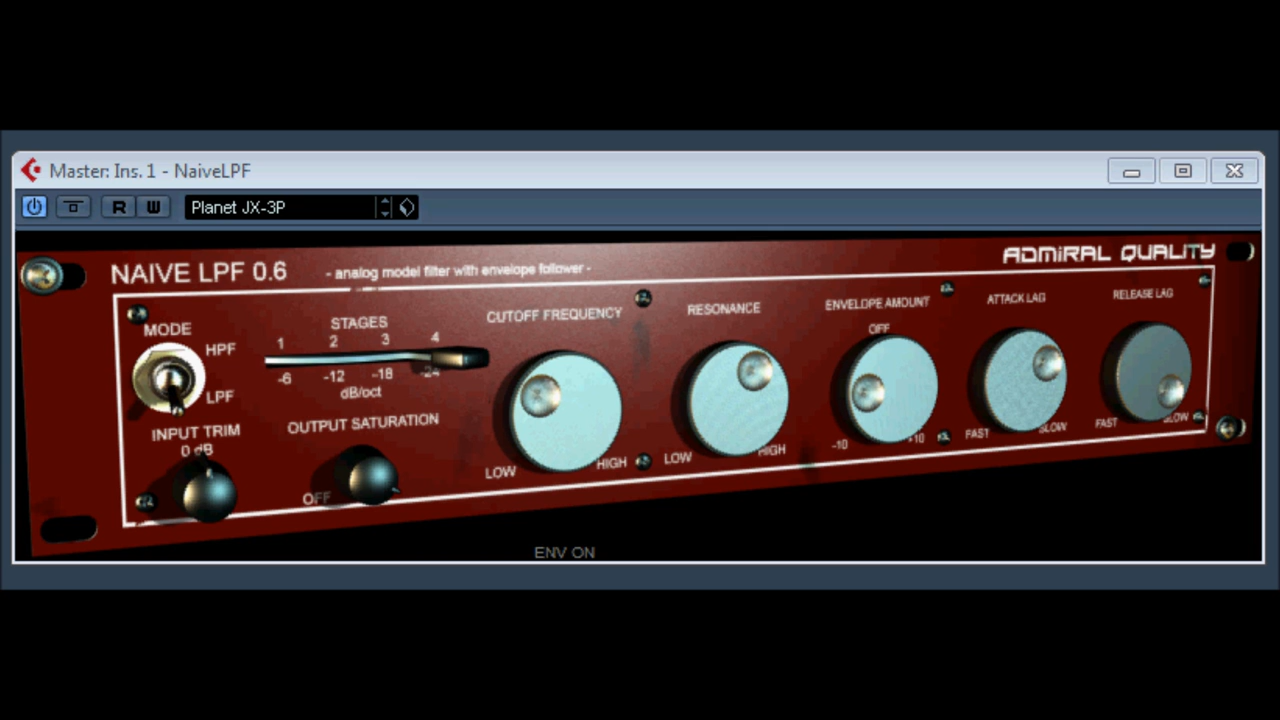 Master: Ins. 1 - NaiveLPF
R W Planet JX-3P
NAIVE LPF 0.6 - analog model filter with envelope follower - ADMIRAL QUALITY
MODE
HPF
LPF
STAGES
1 2 3 4
-6 -12 -18 -24
dB/oct
INPUT TRIM
0 dB
OUTPUT SATURATION
OFF
CUTOFF FREQUENCY
LOW HIGH
RESONANCE
LOW HIGH
ENVELOPE AMOUNT
OFF
-10 +10
ATTACK LAG
FAST SLOW
RELEASE LAG
FAST SLOW
ENV ON